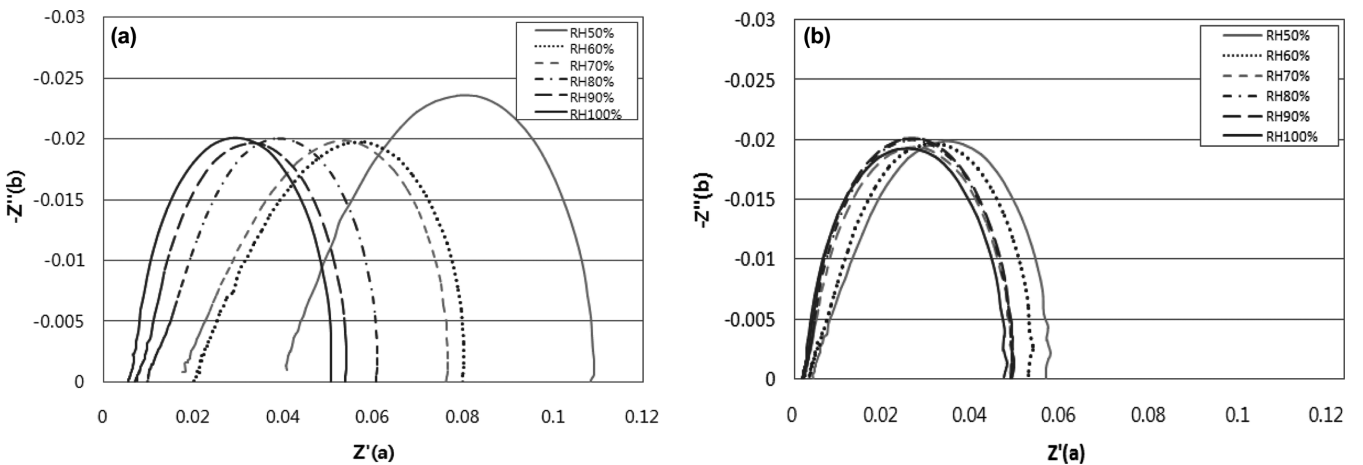 (a)
-0.03
-0.025
-0.02
-0.015
-0.01
-0.005
0
-Z''(b)
RH50%
RH60%
RH70%
RH80%
RH90%
RH100%
0 0.02 0.04 0.06 0.08 0.1 0.12
Z'(a)
(b)
-0.03
-0.025
-0.02
-0.015
-0.01
-0.005
0
-Z''(b)
RH50%
RH60%
RH70%
RH80%
RH90%
RH100%
0 0.02 0.04 0.06 0.08 0.1 0.12
Z'(a)